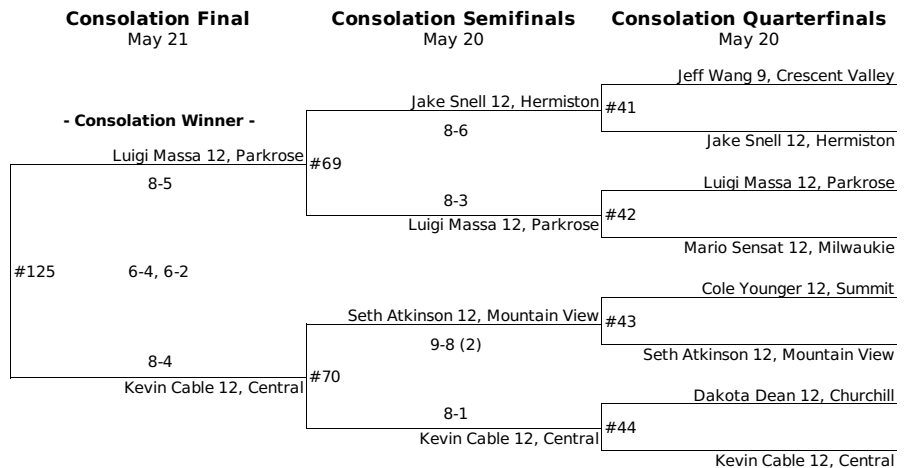 Consolation Final
May 21
Consolation Semifinals
May 20
Consolation Quarterfinals
May 20
Jeff Wang 9, Crescent Valley
Jake Snell 12, Hermiston
#41
- Consolation Winner -
8-6
Jake Snell 12, Hermiston
Luigi Massa 12, Parkrose
#69
8-5
Luigi Massa 12, Parkrose
8-3
#42
Luigi Massa 12, Parkrose
Mario Sensat 12, Milwaukie
#125
6-4, 6-2
Cole Younger 12, Summit
Seth Atkinson 12, Mountain View
#43
9-8 (2)
Seth Atkinson 12, Mountain View
8-4
#70
Kevin Cable 12, Central
Dakota Dean 12, Churchill
8-1
#44
Kevin Cable 12, Central
Kevin Cable 12, Central